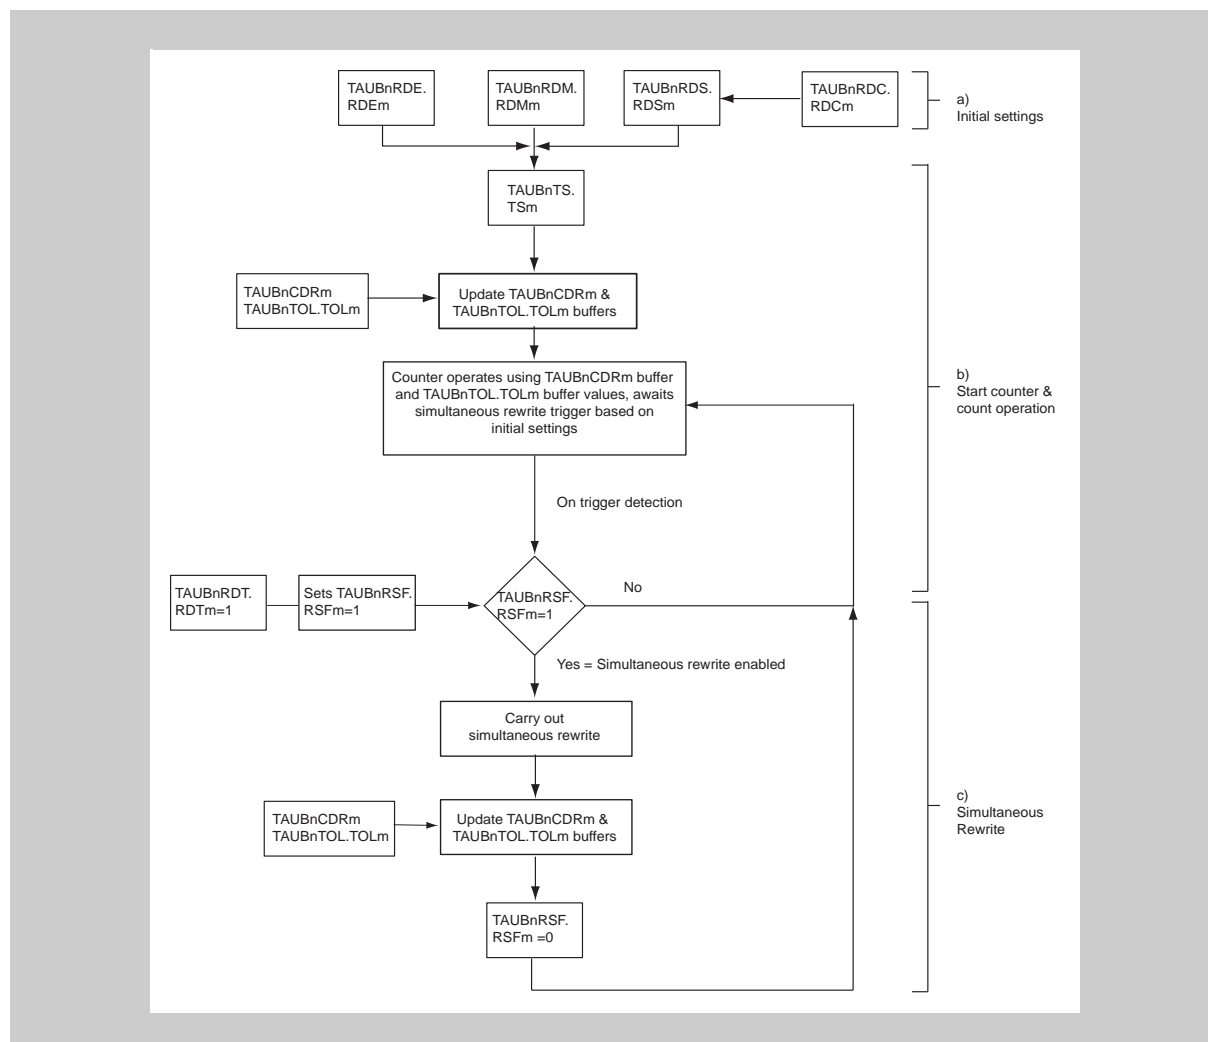 TAUBnRDE.
RDEm
TAUBnRDM.
RDMm
TAUBnRDS.
RDSm
TAUBnRDC.
RDCm
a)
Initial settings
TAUBnTS.
TSm
TAUBnCDRm
TAUBnTOL.TOLm
Update TAUBnCDRm &
TAUBnTOL.TOLm buffers
Counter operates using TAUBnCDRm buffer
and TAUBnTOL.TOLm buffer values, awaits
simultaneous rewrite trigger based on
initial settings
b)
Start counter &
count operation
On trigger detection
TAUBnRDT.
RDTm=1
Sets TAUBnRSF.
RSFm=1
TAUBnRSF.
RSFm=1
No
Yes = Simultaneous rewrite enabled
Carry out
simultaneous rewrite
TAUBnCDRm
TAUBnTOL.TOLm
Update TAUBnCDRm &
TAUBnTOL.TOLm buffers
c)
Simultaneous
Rewrite
TAUBnRSF.
RSFm =0